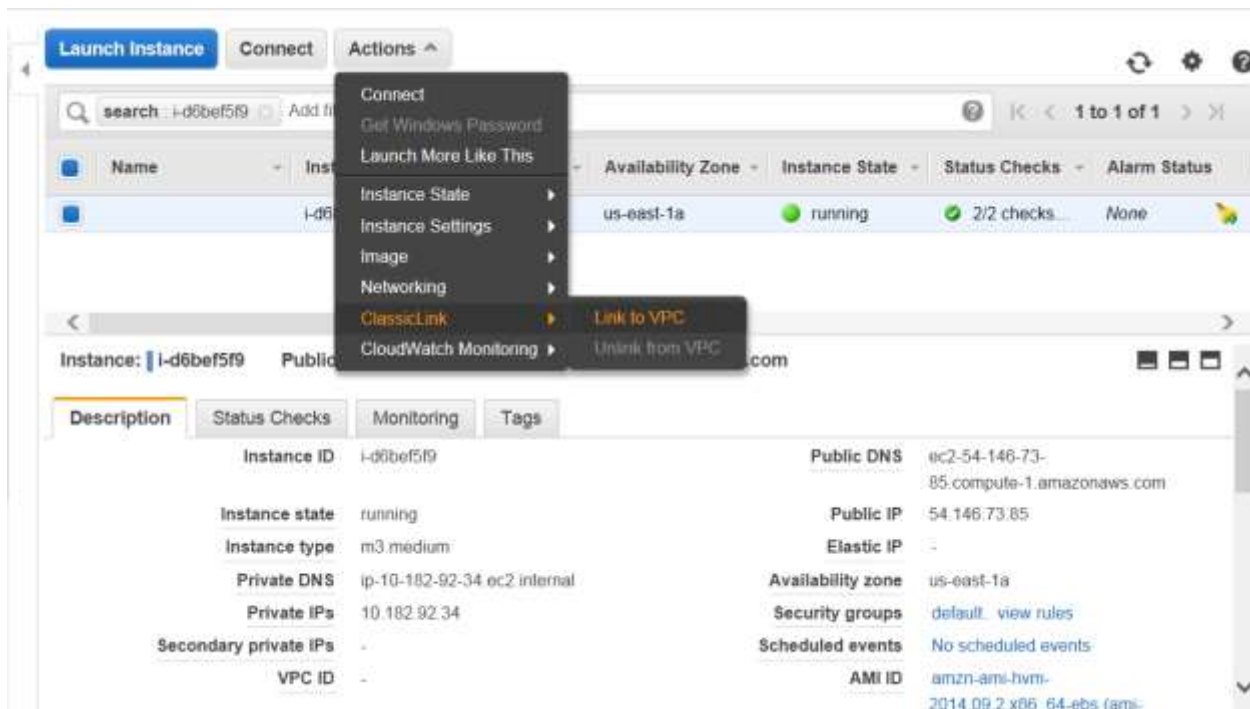 Launch Instance Connect Actions
search : i-d6bef5f9 Add fil 1 to 1 of 1
Connect
Get Windows Password
Launch More Like This
Name Inst Availability Zone Instance State Status Checks Alarm Status
Instance State
i-d6 us-east-1a running 2/2 checks... None
Instance Settings
Image
Networking
ClassicLink Link to VPC
CloudWatch Monitoring Unlink from VPC
Instance: i-d6bef5f9 Public .com
Description Status Checks Monitoring Tags
Instance ID i-d6bef5f9 Public DNS ec2-54-146-73-
85.compute-1.amazonaws.com
Instance state running Public IP 54.146.73.85
Instance type m3.medium Elastic IP -
Private DNS ip-10-182-92-34.ec2.internal Availability zone us-east-1a
Private IPs 10.182.92.34 Security groups default. view rules
Secondary private IPs - Scheduled events No scheduled events
VPC ID - AMI ID amzn-ami-hvm-
2014.09.2.x86_64-ebs (ami-